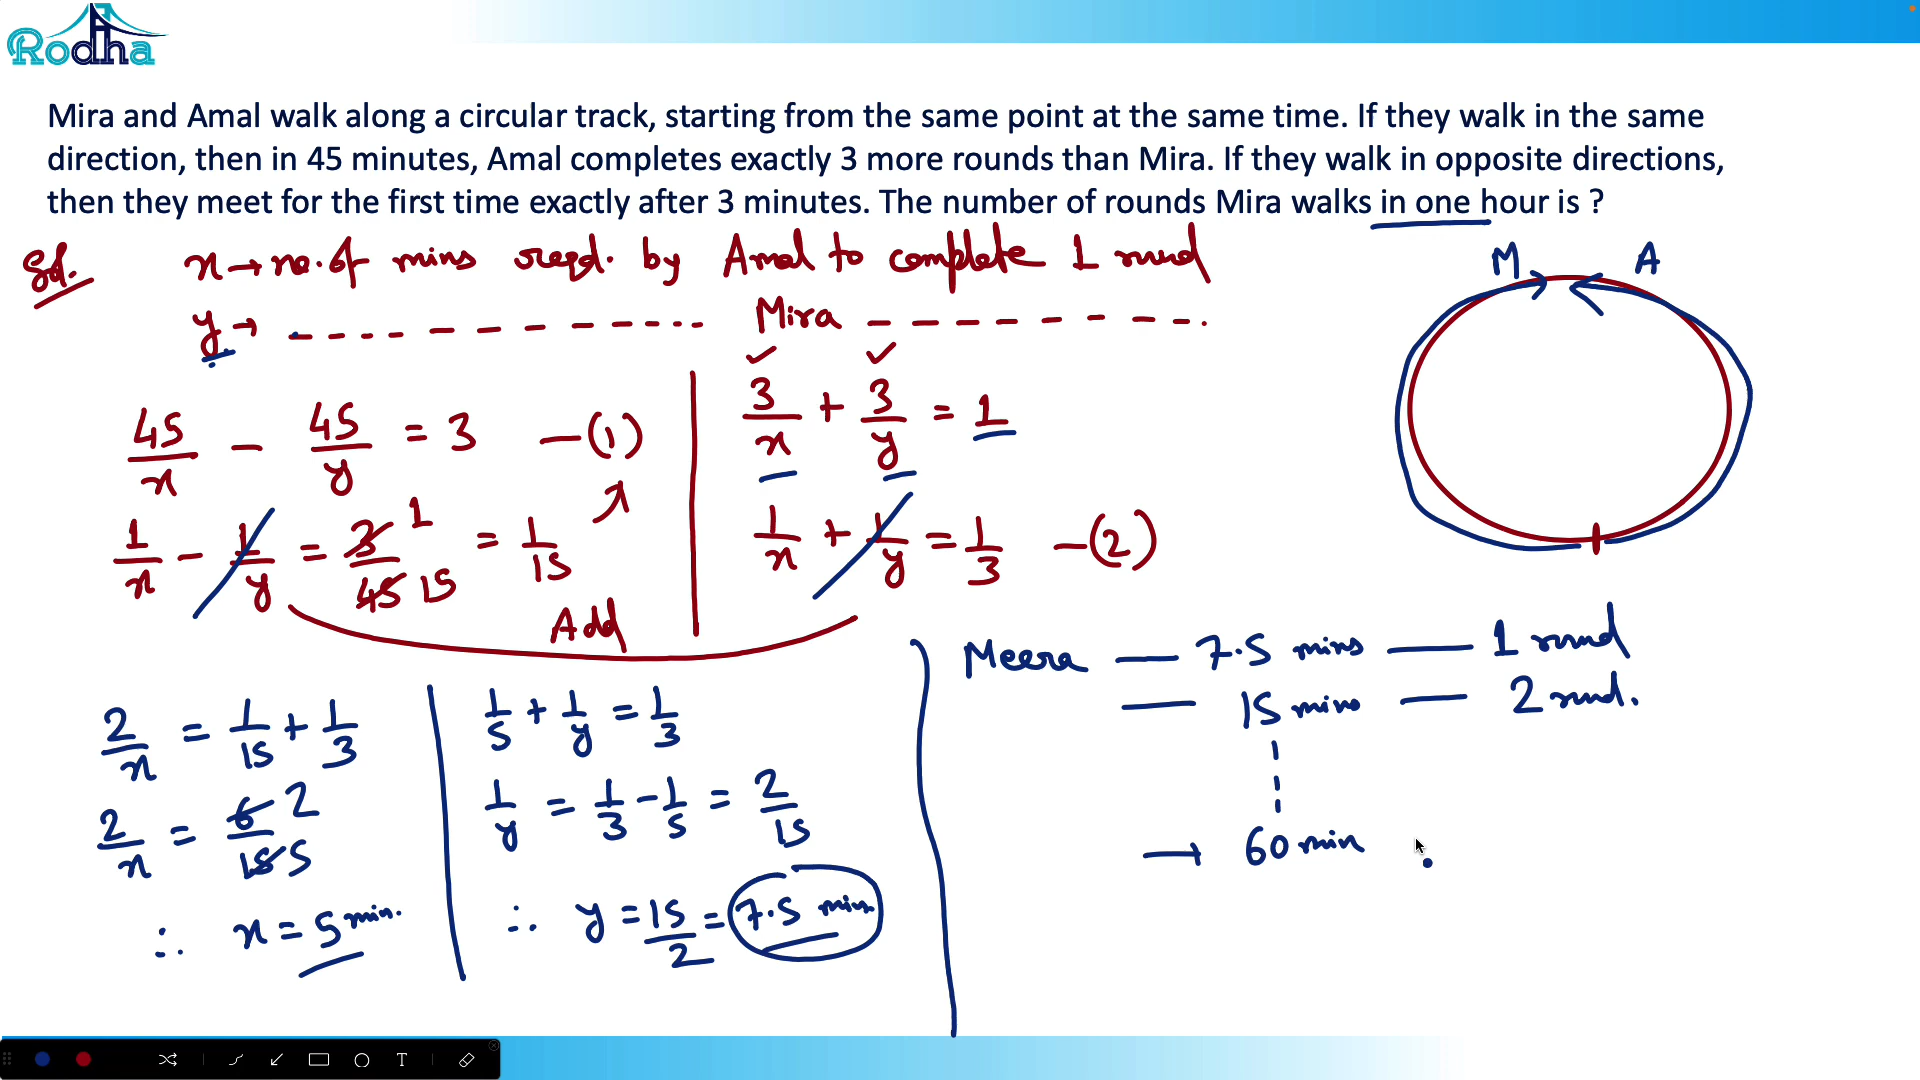 Rodha
Mira and Amal walk along a circular track, starting from the same point at the same time. If they walk in the same
direction, then in 45 minutes, Amal completes exactly 3 more rounds than Mira. If they walk in opposite directions,
then they meet for the first time exactly after 3 minutes. The number of rounds Mira walks in one hour is ?
Sol. x → no. of mins reqd. by Amal to complete 1 round
y → Mira
45/x - 45/y = 3 —(1)
1/x - 1/y = 3/45 1 15 = 1/15
Add
3/x + 3/y = 1
1/x + 1/y = 1/3 —(2)
M A
2/x = 1/15 + 1/3
2/x = 6/15 2 5
∴ x = 5 min.
1/5 + 1/y = 1/3
1/y = 1/3 - 1/5 = 2/15
∴ y = 15/2 = 7.5 min
Meera — 7.5 mins — 1 round
— 15 mins — 2 rnd.
→ 60 min
T